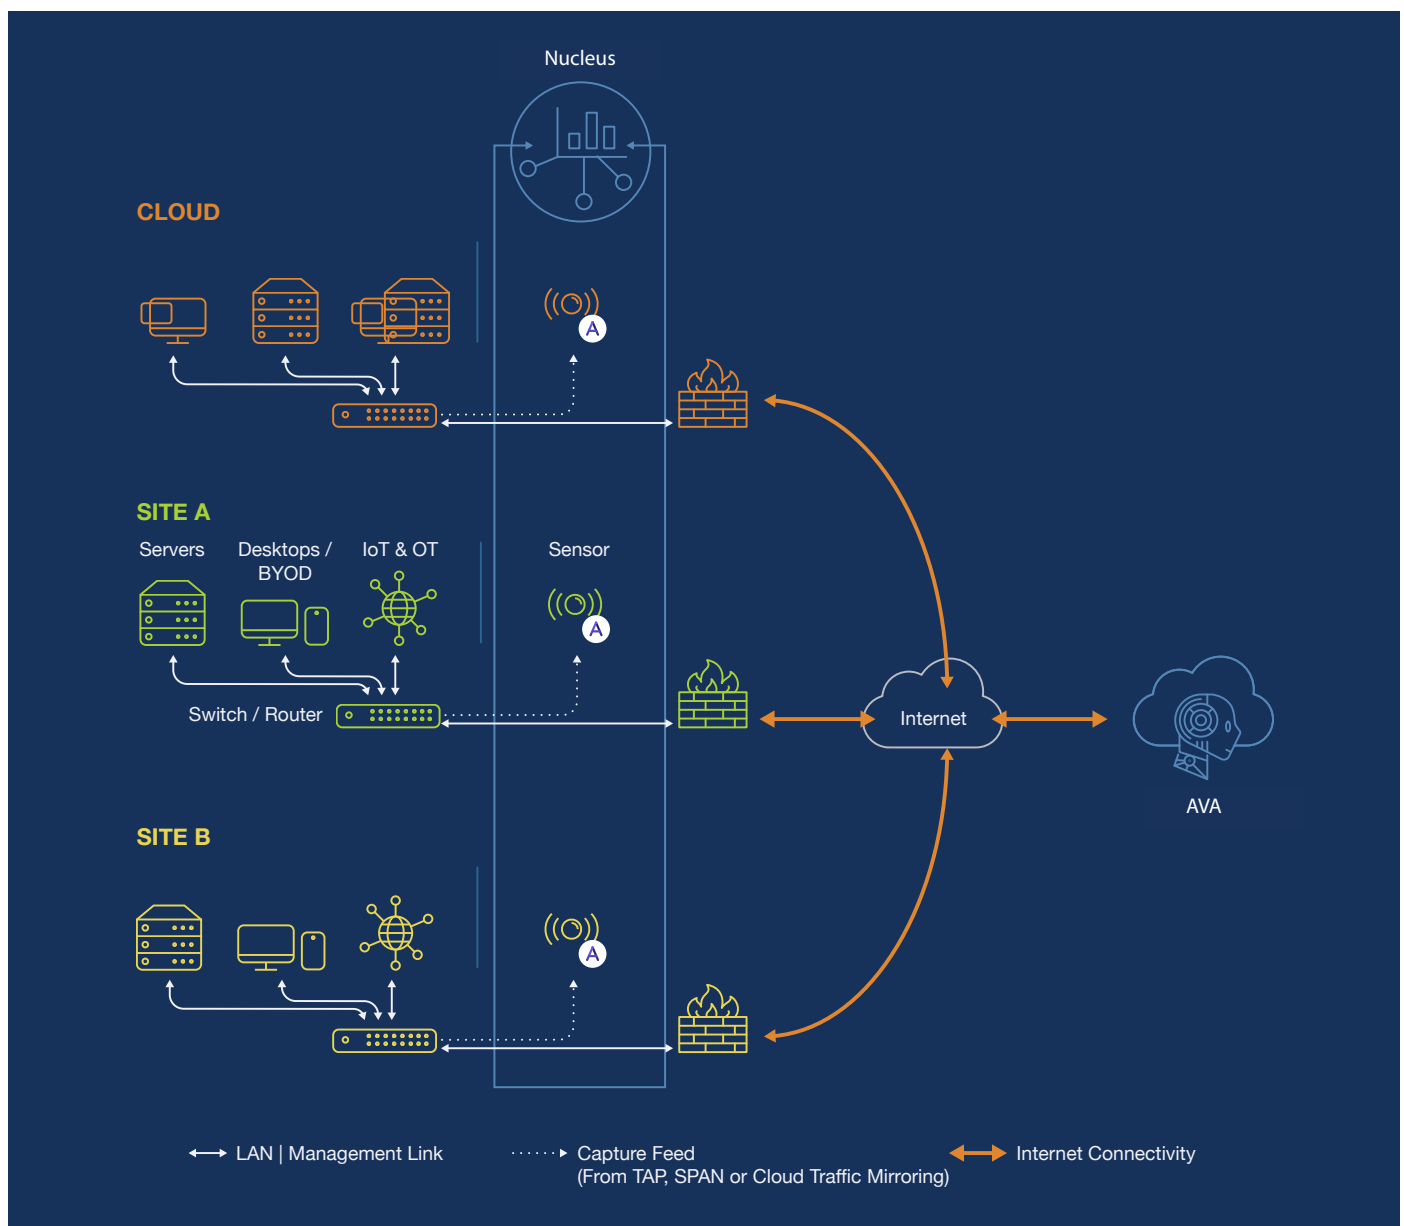 Nucleus
CLOUD
A
SITE A
Servers
Desktops /
BYOD
IoT & OT
Sensor
A
Switch / Router
Internet
AVA
SITE B
A
LAN | Management Link
Capture Feed
(From TAP, SPAN or Cloud Traffic Mirroring)
Internet Connectivity